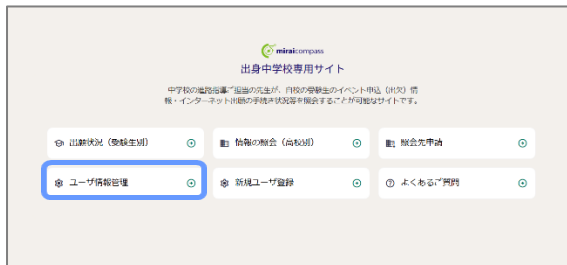 miraicompass
出身中学校専用サイト
中学校の進路指導ご担当の先生が、自校の受験生のイベント申込（出欠）情
報・インターネット出願の手続き状況等を照会することが可能なサイトです。
出願状況（受験生別）
情報の照会（高校別）
照会先申請
ユーザ情報管理
新規ユーザ登録
よくあるご質問